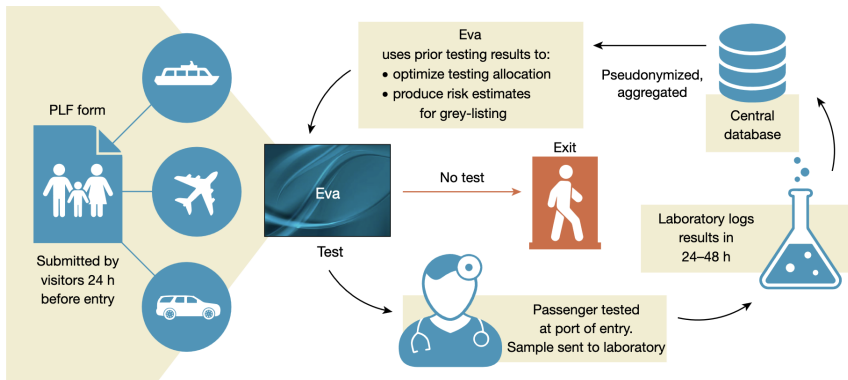 PLF form
Submitted by
visitors 24 h
before entry
Eva
uses prior testing results to:
• optimize testing allocation
• produce risk estimates
for grey-listing
Eva
No test
Exit
Test
Passenger tested
at port of entry.
Sample sent to laboratory
Laboratory logs
results in
24–48 h
Central
database
Pseudonymized,
aggregated